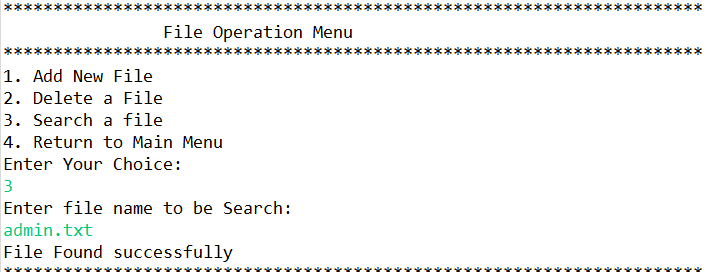 **********************************************************************
File Operation Menu
**********************************************************************
1. Add New File
2. Delete a File
3. Search a file
4. Return to Main Menu
Enter Your Choice:
3
Enter file name to be Search:
admin.txt
File Found successfully
**********************************************************************